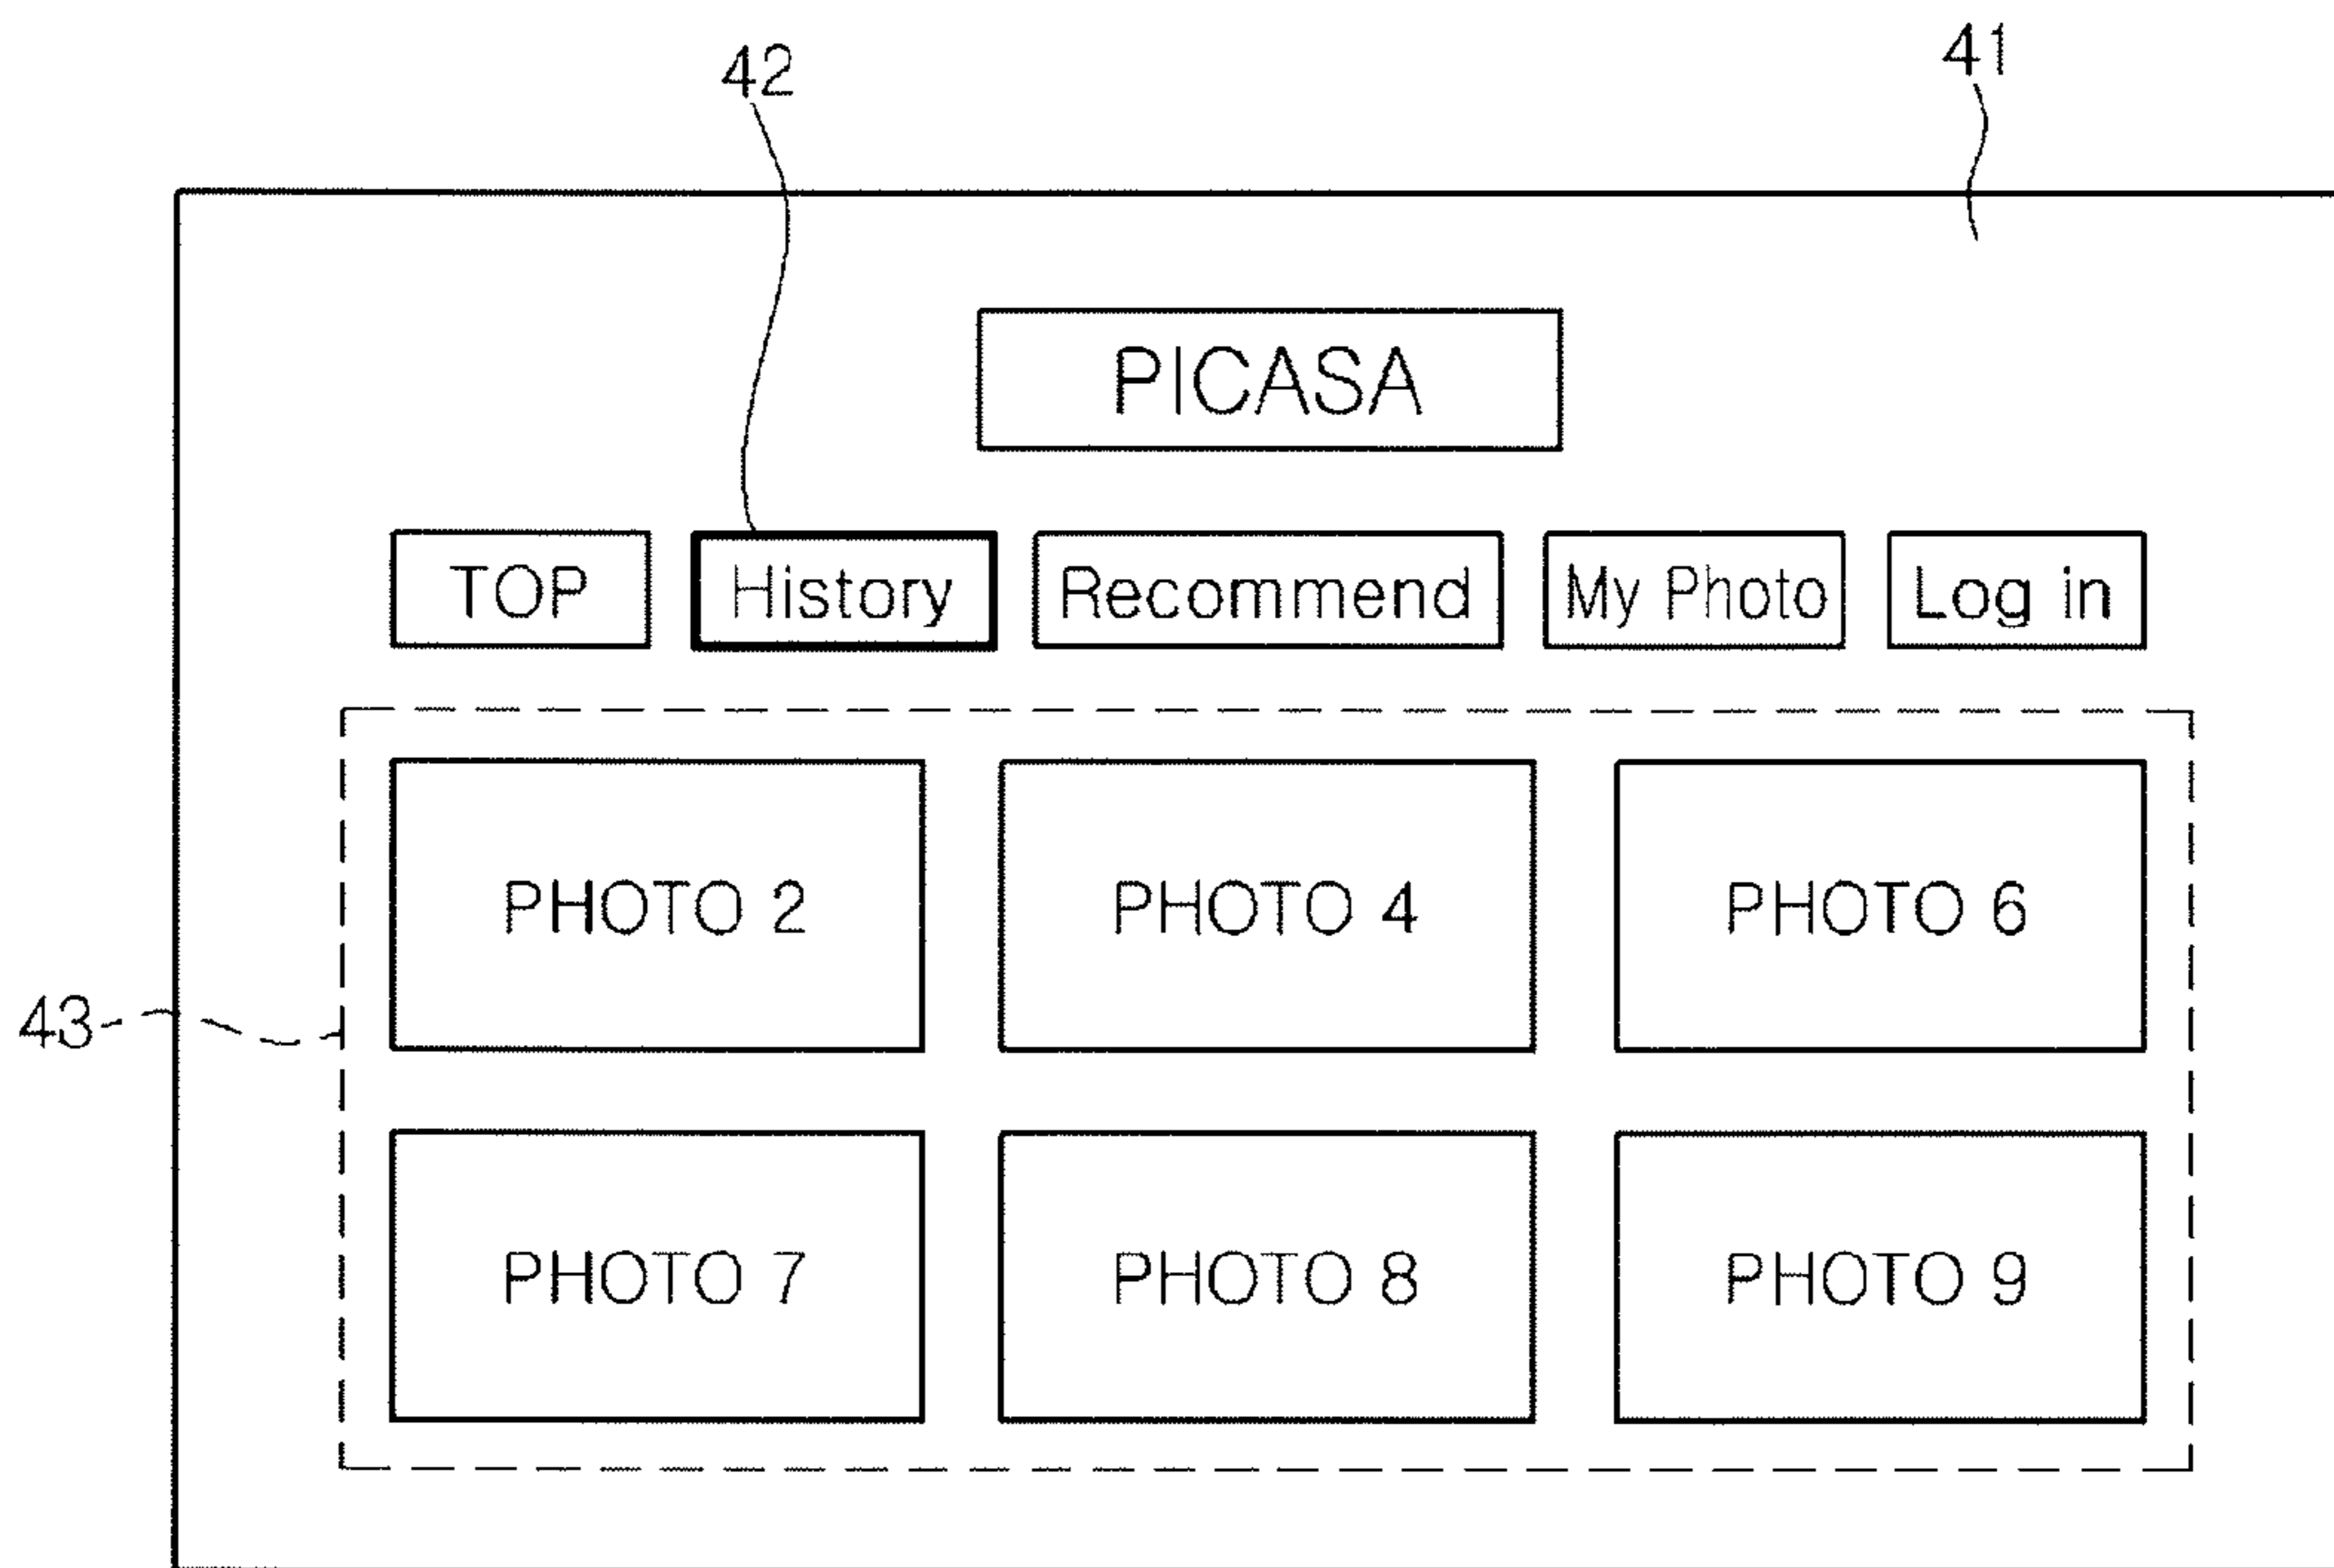 42 41
PICASA
TOP History Recommend My Photo Log in
PHOTO 2 PHOTO 4 PHOTO 6
43
PHOTO 7 PHOTO 8 PHOTO 9